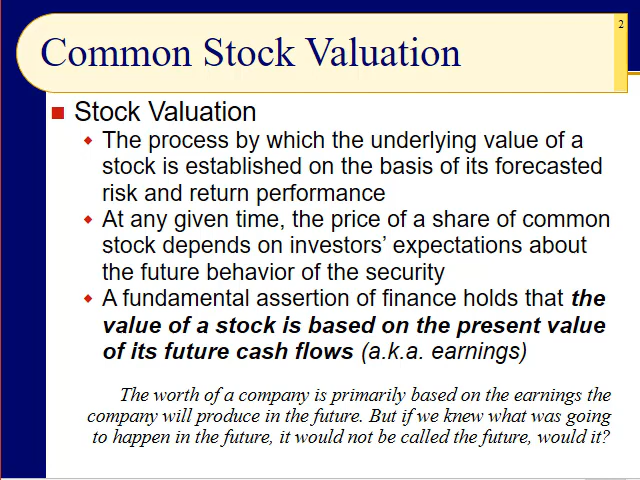 2
Common Stock Valuation
Stock Valuation
The process by which the underlying value of a
stock is established on the basis of its forecasted
risk and return performance
At any given time, the price of a share of common
stock depends on investors’ expectations about
the future behavior of the security
A fundamental assertion of finance holds that the
value of a stock is based on the present value
of its future cash flows (a.k.a. earnings)
The worth of a company is primarily based on the earnings the
company will produce in the future. But if we knew what was going
to happen in the future, it would not be called the future, would it?